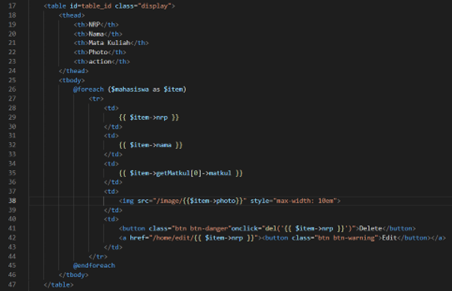 17 <table id=table_id class="display">
18 <thead>
19 <th>NRP</th>
20 <th>Nama</th>
21 <th>Mata Kuliah</th>
22 <th>Photo</th>
23 <th>action</th>
24 </thead>
25 <tbody>
26 @foreach ($mahasiswa as $item)
27 <tr>
28 <td>
29 {{ $item->nrp }}
30 </td>
31 <td>
32 {{ $item->nama }}
33 </td>
34 <td>
35 {{ $item->getMatkul[0]->matkul }}
36 </td>
37 <td>
38 <img src="/image/{{$item->photo}}" style="max-width: 10em">
39 </td>
40 <td>
41 <button class="btn btn-danger"onclick="del('{{ $item->nrp }}')">Delete</button>
42 <a href="/home/edit/{{ $item->nrp }}"><button class="btn btn-warning">Edit</button></a>
43 </td>
44 </tr>
45 @endforeach
46 </tbody>
47 </table>